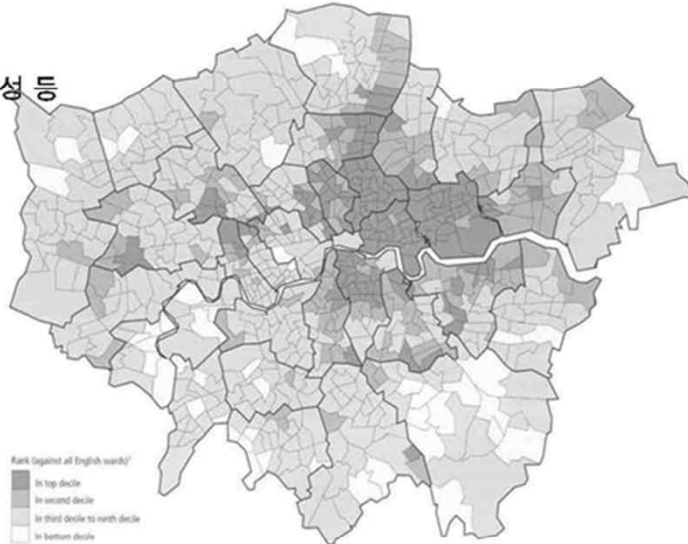 성 등
Rank (against all English wards)¹
In top decile
In second decile
In third decile to ninth decile
In bottom decile